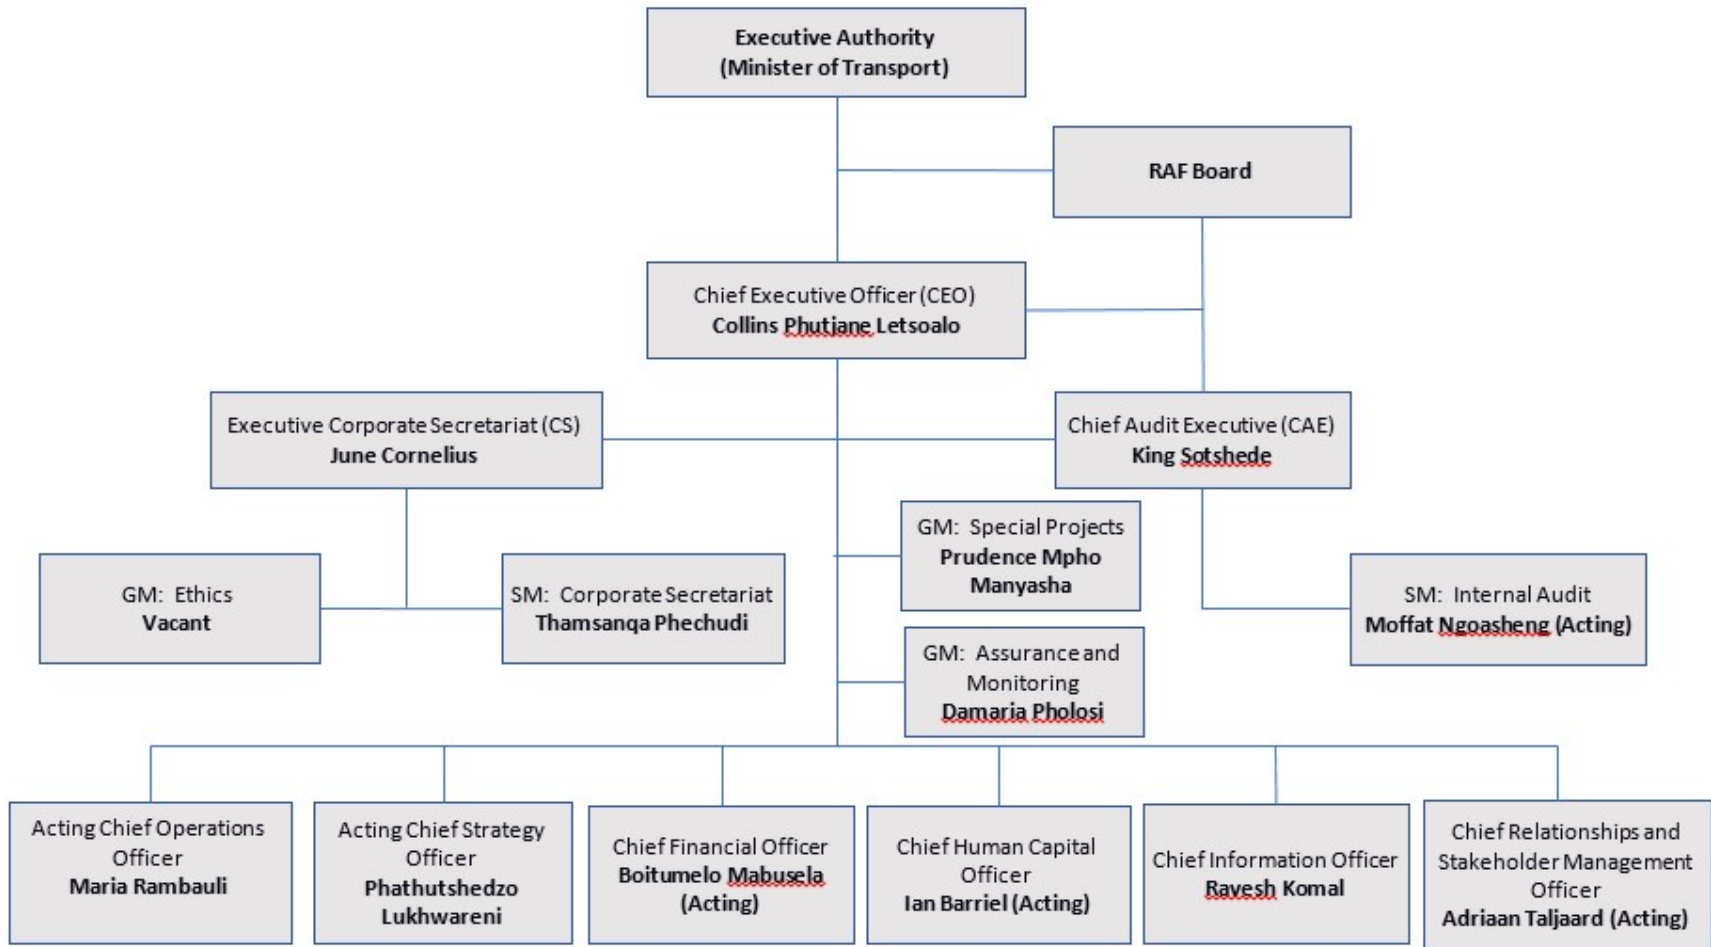 Executive Authority
(Minister of Transport)
RAF Board
Chief Executive Officer (CEO)
Collins Phutjane Letsoalo
Executive Corporate Secretariat (CS)
June Cornelius
Chief Audit Executive (CAE)
King Sotshede
GM: Special Projects
Prudence Mpho
Manyasha
GM: Ethics
Vacant
SM: Corporate Secretariat
Thamsanqa Phechudi
SM: Internal Audit
Moffat Ngoasheng (Acting)
GM: Assurance and
Monitoring
Damaria Pholosi
Acting Chief Operations
Officer
Maria Rambauli
Acting Chief Strategy
Officer
Phathutshedzo
Lukhwareni
Chief Financial Officer
Boitumelo Mabusela
(Acting)
Chief Human Capital
Officer
Ian Barriel (Acting)
Chief Information Officer
Ravesh Komal
Chief Relationships and
Stakeholder Management
Officer
Adriaan Taljaard (Acting)